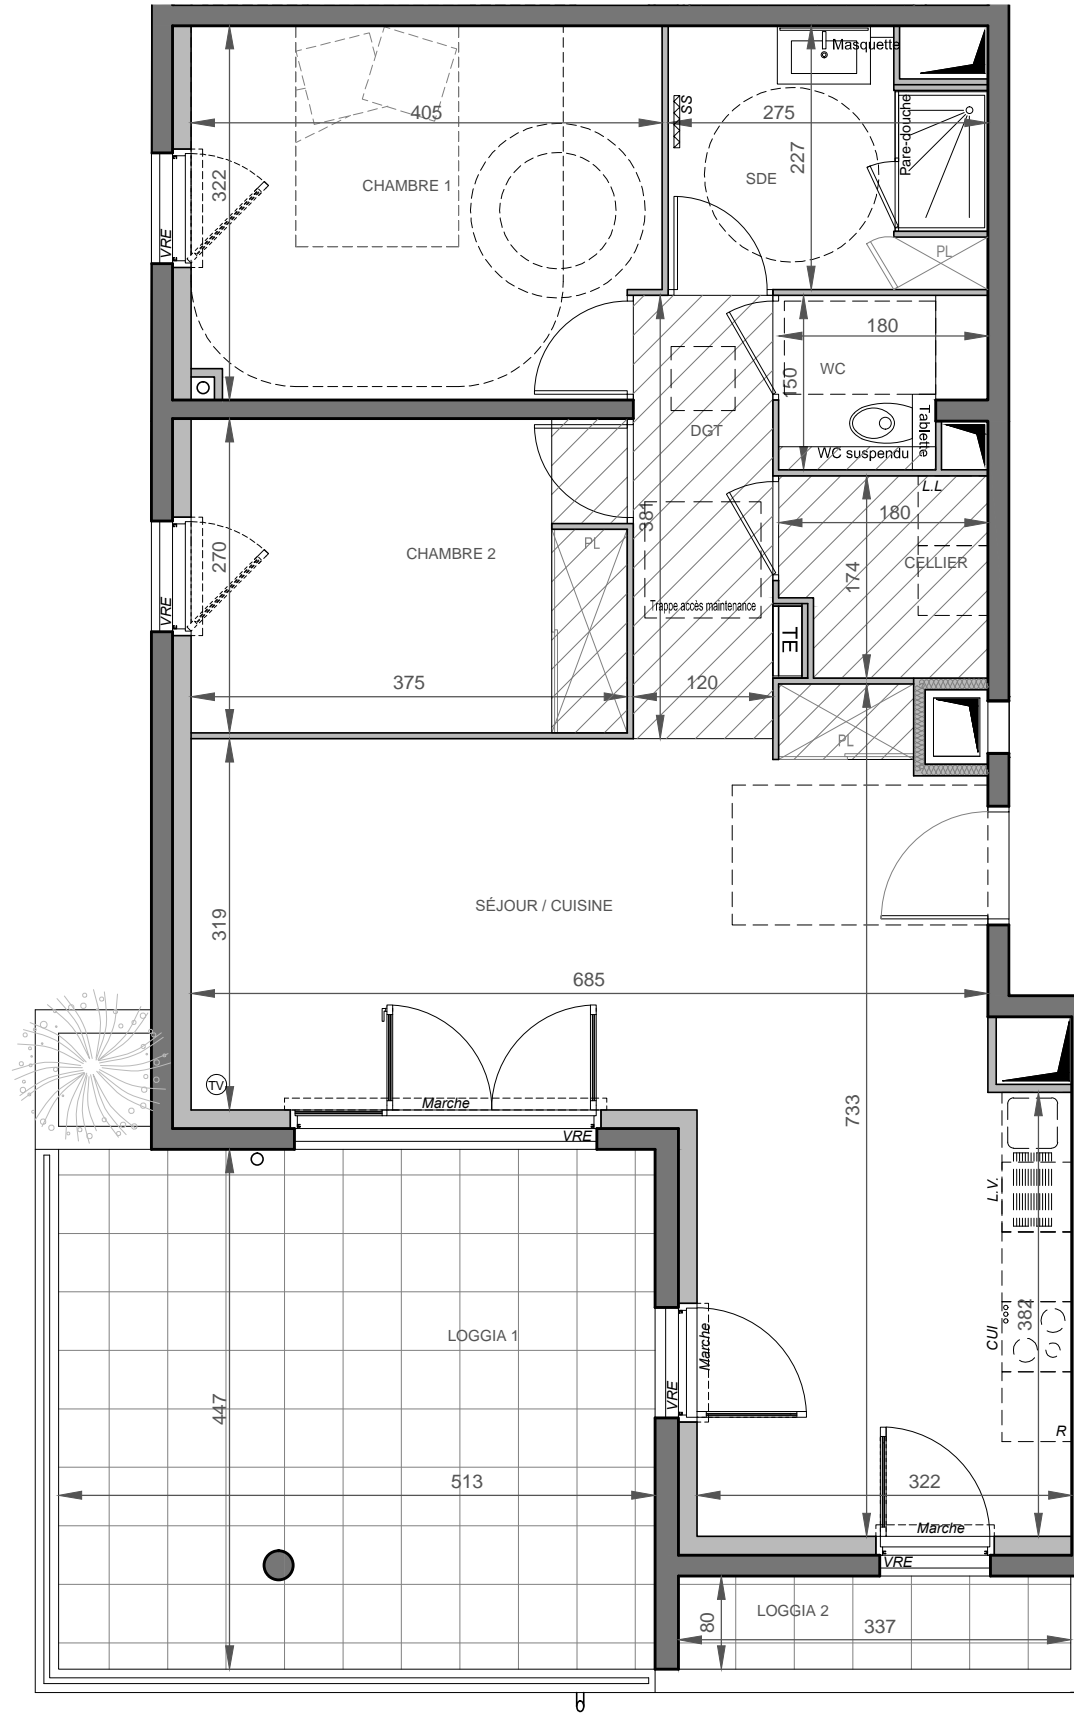 Masquette
SS
405
275
Pare-douche
227
CHAMBRE 1
SDE
322
VRE
PL
180
150
WC
DGT
Tablette
WC suspendu
L.L
381
180
CHAMBRE 2
PL
270
174
CELLIER
VRE
Trappe accès maintenance
TE
375
120
PL
SÉJOUR / CUISINE
319
685
TV
Marche
733
VRE
L.V.
LOGGIA 1
Marche
CUI
382
VRE
447
R
513
322
Marche
VRE
LOGGIA 2
80
337